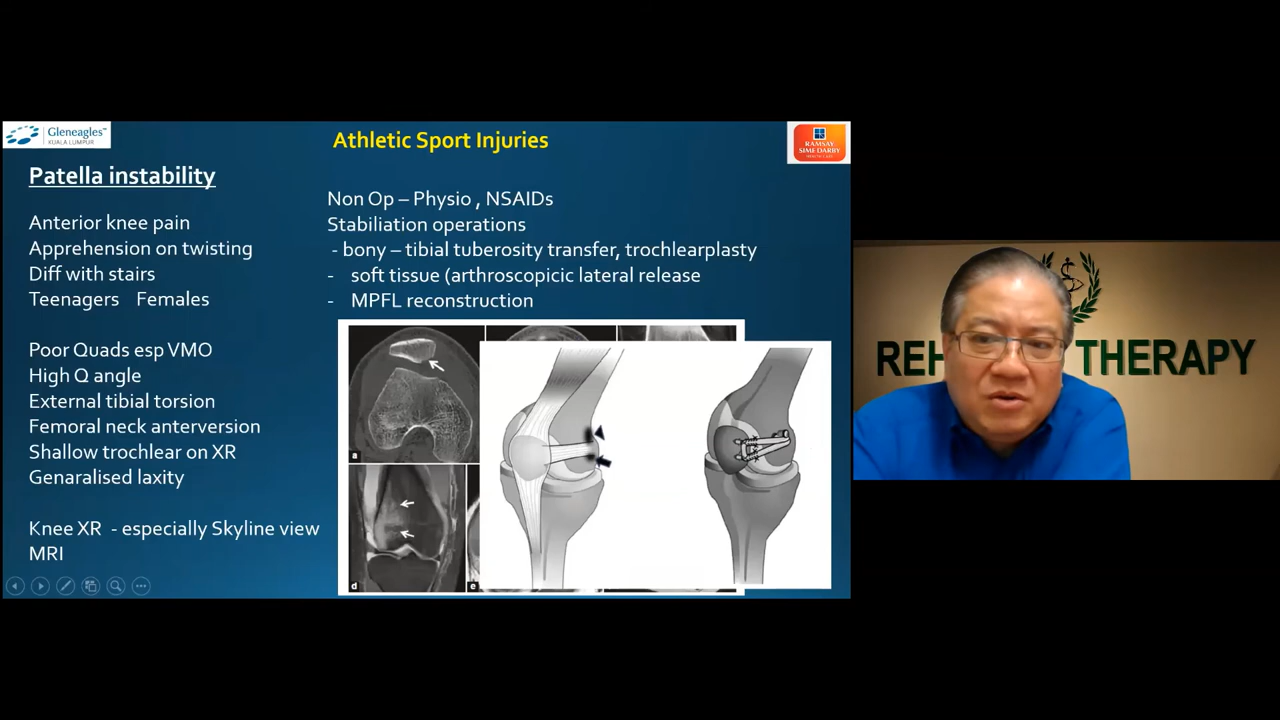 Gleneagles™
KUALA LUMPUR
Athletic Sport Injuries
RAMSAY
SIME DARBY
HEALTH CARE
Patella instability
Anterior knee pain
Apprehension on twisting
Diff with stairs
Teenagers Females
Poor Quads esp VMO
High Q angle
External tibial torsion
Femoral neck anterversion
Shallow trochlear on XR
Genaralised laxity
Knee XR - especially Skyline view
MRI
Non Op – Physio , NSAIDs
Stabiliation operations
- bony – tibial tuberosity transfer, trochlearplasty
- soft tissue (arthroscopicic lateral release
- MPFL reconstruction
a
d
e
REH THERAPY